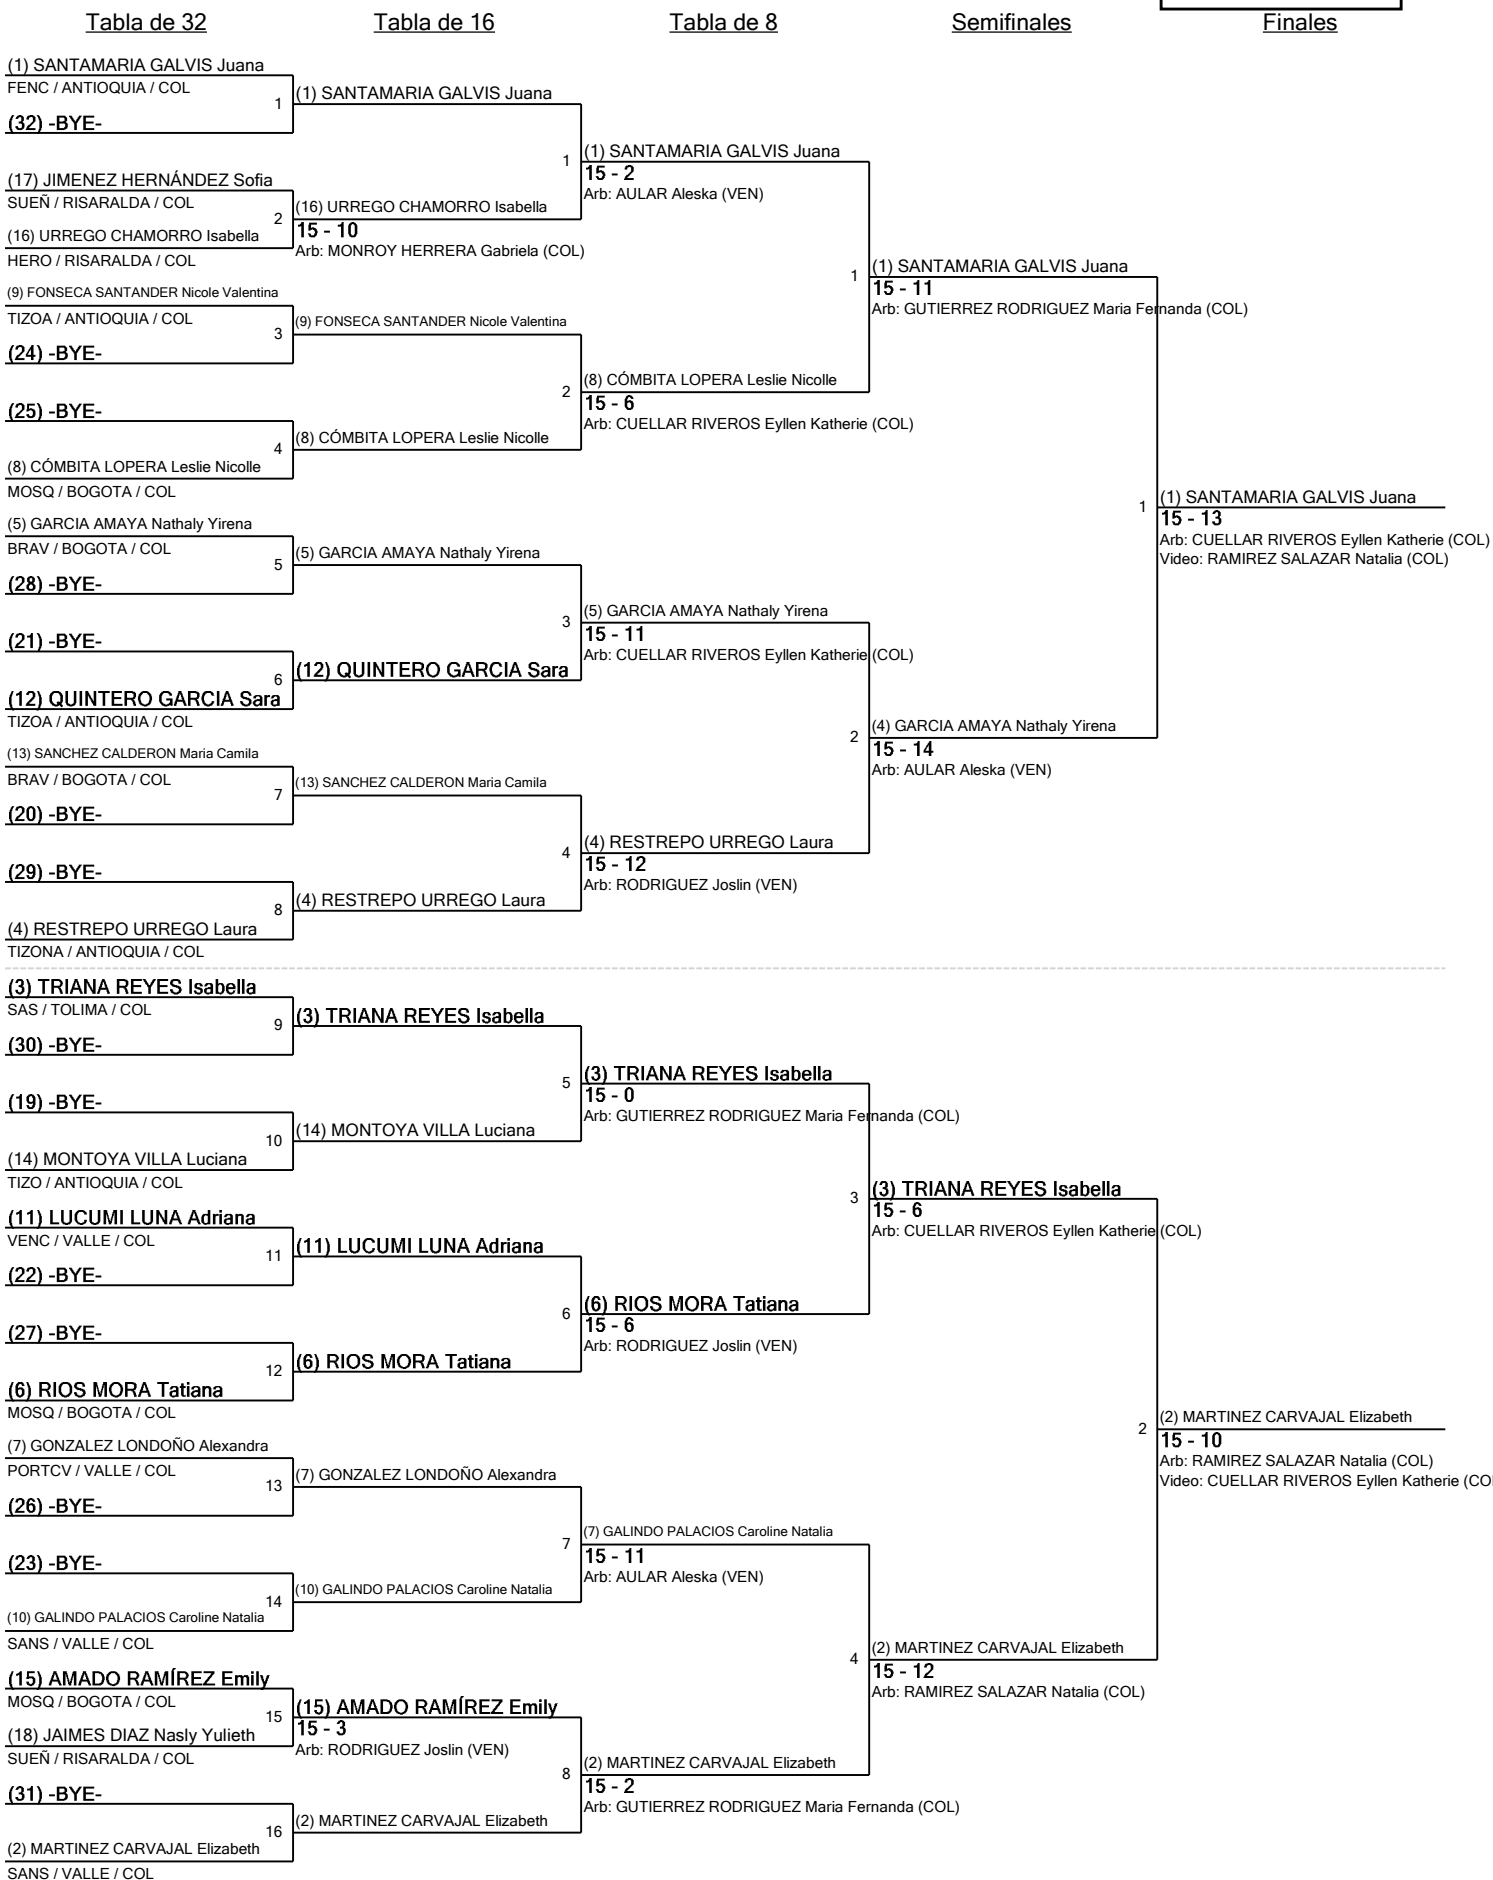 Tabla de 32
Tabla de 16
Tabla de 8
Semifinales
Finales
(1) SANTAMARIA GALVIS Juana
FENC / ANTIOQUIA / COL
1
(32) -BYE-
(17) JIMENEZ HERNÁNDEZ Sofia
SUEÑ / RISARALDA / COL
2
(16) URREGO CHAMORRO Isabella
HERO / RISARALDA / COL
(9) FONSECA SANTANDER Nicole Valentina
TIZOA / ANTIOQUIA / COL
3
(24) -BYE-
(25) -BYE-
4
(8) CÓMBITA LOPERA Leslie Nicolle
MOSQ / BOGOTA / COL
(5) GARCIA AMAYA Nathaly Yirena
BRAV / BOGOTA / COL
5
(28) -BYE-
(21) -BYE-
6
(12) QUINTERO GARCIA Sara
TIZOA / ANTIOQUIA / COL
(13) SANCHEZ CALDERON Maria Camila
BRAV / BOGOTA / COL
7
(20) -BYE-
(29) -BYE-
8
(4) RESTREPO URREGO Laura
TIZONA / ANTIOQUIA / COL
(3) TRIANA REYES Isabella
SAS / TOLIMA / COL
9
(30) -BYE-
(19) -BYE-
10
(14) MONTOYA VILLA Luciana
TIZO / ANTIOQUIA / COL
(11) LUCUMI LUNA Adriana
VENC / VALLE / COL
11
(22) -BYE-
(27) -BYE-
12
(6) RIOS MORA Tatiana
MOSQ / BOGOTA / COL
(7) GONZALEZ LONDOÑO Alexandra
PORTCV / VALLE / COL
13
(26) -BYE-
(23) -BYE-
14
(10) GALINDO PALACIOS Caroline Natalia
SANS / VALLE / COL
(15) AMADO RAMÍREZ Emily
MOSQ / BOGOTA / COL
15
(18) JAIMES DIAZ Nasly Yulieth
SUEÑ / RISARALDA / COL
(31) -BYE-
16
(2) MARTINEZ CARVAJAL Elizabeth
SANS / VALLE / COL
(1) SANTAMARIA GALVIS Juana
1
(16) URREGO CHAMORRO Isabella
15 - 10
Arb: MONROY HERRERA Gabriela (COL)
(9) FONSECA SANTANDER Nicole Valentina
2
(8) CÓMBITA LOPERA Leslie Nicolle
(5) GARCIA AMAYA Nathaly Yirena
3
(12) QUINTERO GARCIA Sara
(13) SANCHEZ CALDERON Maria Camila
4
(4) RESTREPO URREGO Laura
(3) TRIANA REYES Isabella
5
(14) MONTOYA VILLA Luciana
(11) LUCUMI LUNA Adriana
6
(6) RIOS MORA Tatiana
(7) GONZALEZ LONDOÑO Alexandra
7
(10) GALINDO PALACIOS Caroline Natalia
(15) AMADO RAMÍREZ Emily
15 - 3
Arb: RODRIGUEZ Joslin (VEN)
8
(2) MARTINEZ CARVAJAL Elizabeth
(1) SANTAMARIA GALVIS Juana
15 - 2
Arb: AULAR Aleska (VEN)
1
(8) CÓMBITA LOPERA Leslie Nicolle
15 - 6
Arb: CUELLAR RIVEROS Eyllen Katherie (COL)
(5) GARCIA AMAYA Nathaly Yirena
15 - 11
Arb: CUELLAR RIVEROS Eyllen Katherie (COL)
2
(4) RESTREPO URREGO Laura
15 - 12
Arb: RODRIGUEZ Joslin (VEN)
(3) TRIANA REYES Isabella
15 - 0
Arb: GUTIERREZ RODRIGUEZ Maria Fernanda (COL)
3
(6) RIOS MORA Tatiana
15 - 6
Arb: RODRIGUEZ Joslin (VEN)
(7) GALINDO PALACIOS Caroline Natalia
15 - 11
Arb: AULAR Aleska (VEN)
4
(2) MARTINEZ CARVAJAL Elizabeth
15 - 2
Arb: GUTIERREZ RODRIGUEZ Maria Fernanda (COL)
(1) SANTAMARIA GALVIS Juana
15 - 11
Arb: GUTIERREZ RODRIGUEZ Maria Fernanda (COL)
1
(4) GARCIA AMAYA Nathaly Yirena
15 - 14
Arb: AULAR Aleska (VEN)
(3) TRIANA REYES Isabella
15 - 6
Arb: CUELLAR RIVEROS Eyllen Katherie (COL)
2
(2) MARTINEZ CARVAJAL Elizabeth
15 - 12
Arb: RAMIREZ SALAZAR Natalia (COL)
(1) SANTAMARIA GALVIS Juana
15 - 13
Arb: CUELLAR RIVEROS Eyllen Katherie (COL)
Video: RAMIREZ SALAZAR Natalia (COL)
(2) MARTINEZ CARVAJAL Elizabeth
15 - 10
Arb: RAMIREZ SALAZAR Natalia (COL)
Video: CUELLAR RIVEROS Eyllen Katherie (CO